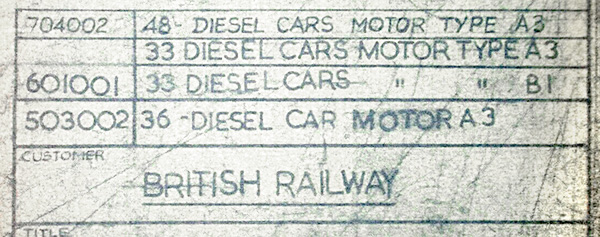 704002 48- DIESEL CARS MOTOR TYPE A3
33 DIESEL CARS MOTOR TYPE A3
601001 33 DIESEL CARS " " B1
503002 36 -DIESEL CAR MOTOR A3
CUSTOMER
BRITISH RAILWAY
TITLE